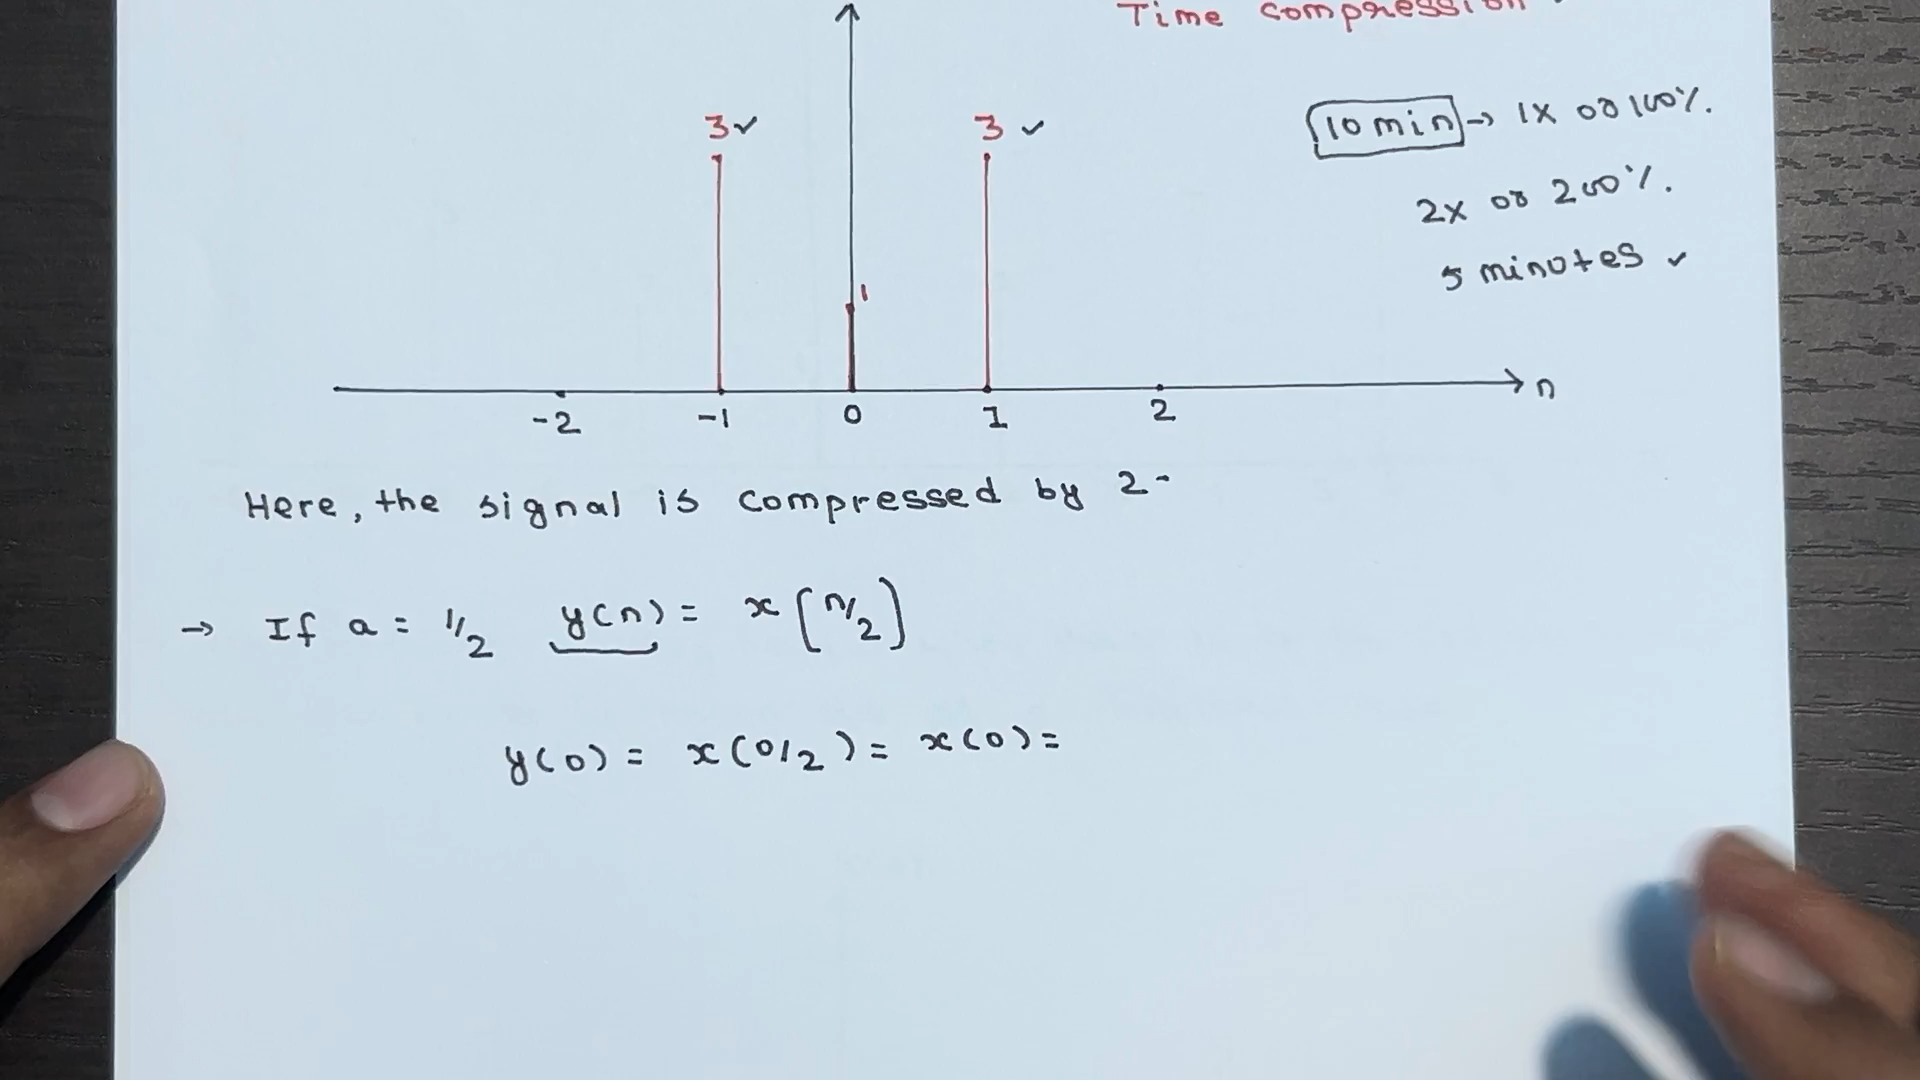 Time Compression
10 min → 1x or 100%.
2x or 200%.
5 minutes ✓
3✓ 3 ✓
1
-2 -1 0 1 2 n
Here, the signal is compressed by 2-
→ If a = 1/2 y(n) = x[n/2]
y(0) = x(0/2) = x(0) =